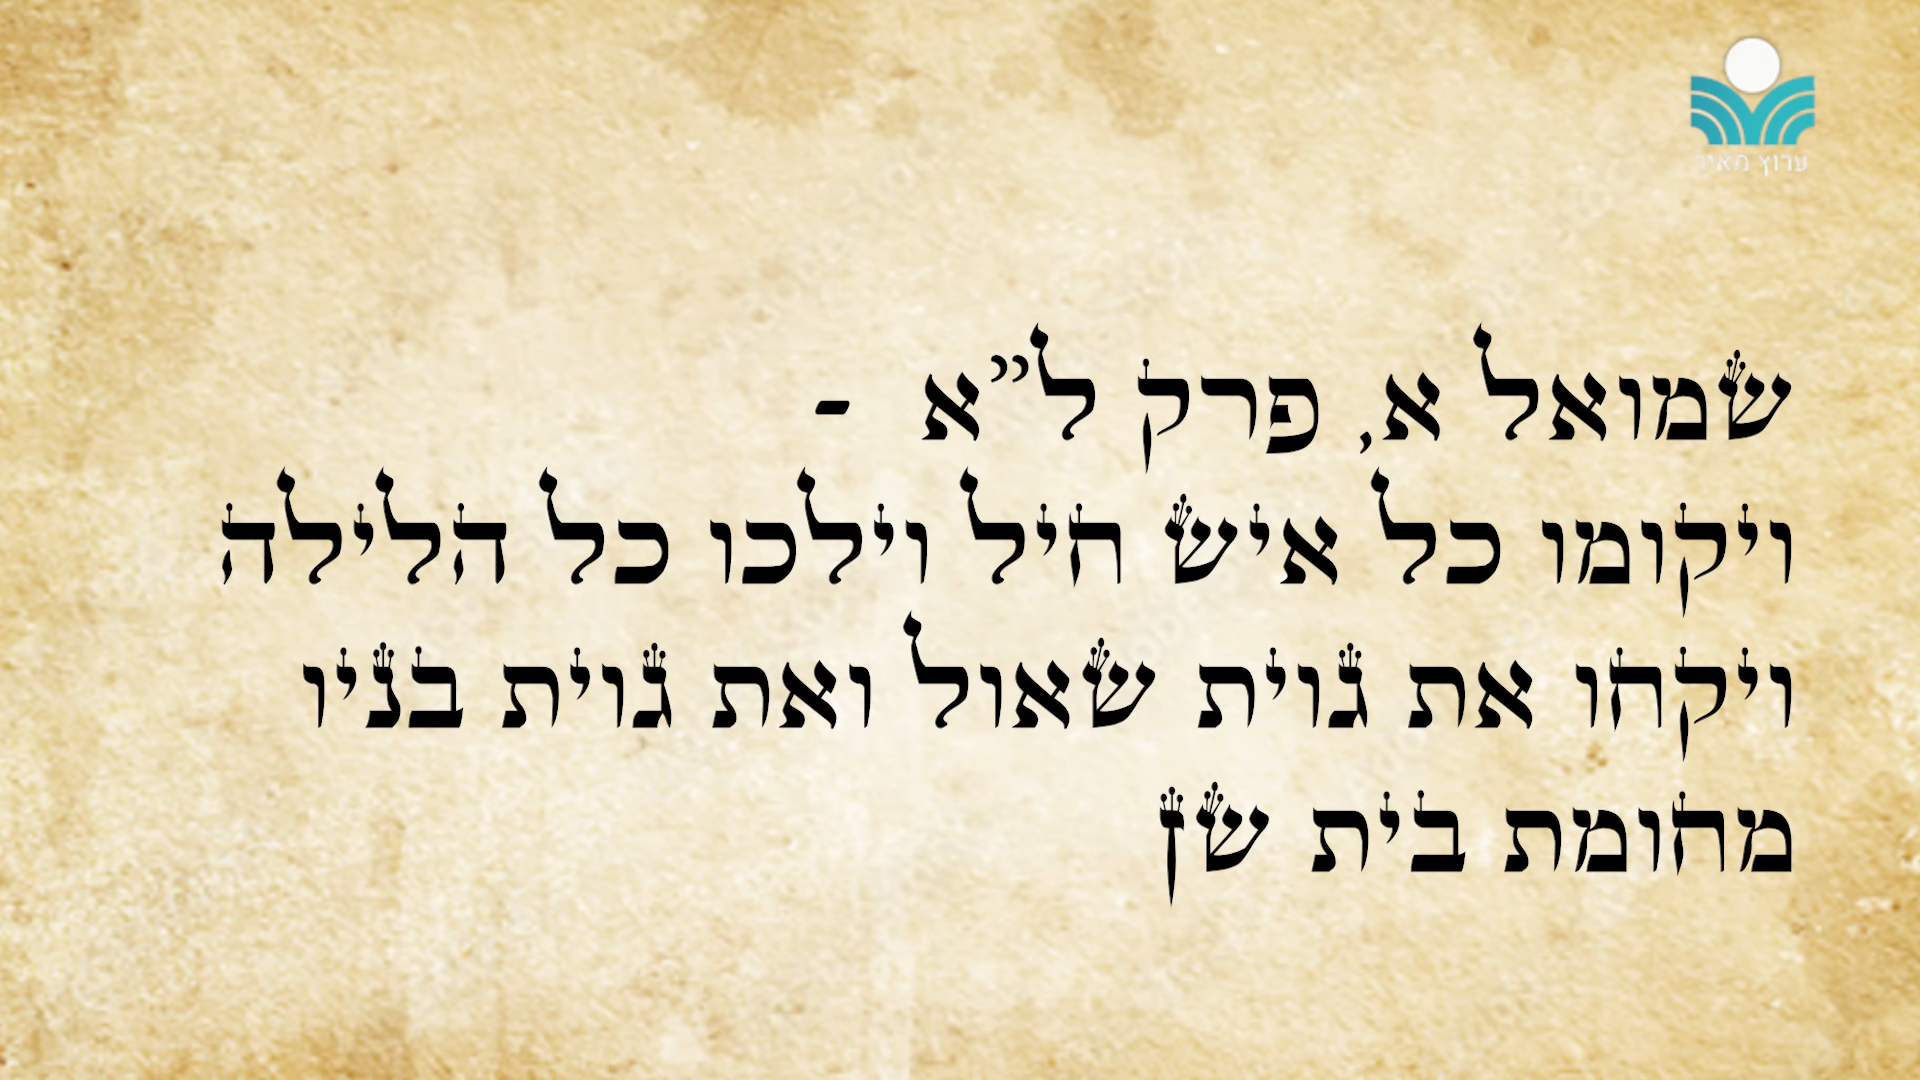 ערוץ מאיר
שמואל א, פרק ל"א -
ויקומו כל איש חיל וילכו כל הלילה
ויקחו את גוית שאול ואת גוית בניו
מחומת בית שן